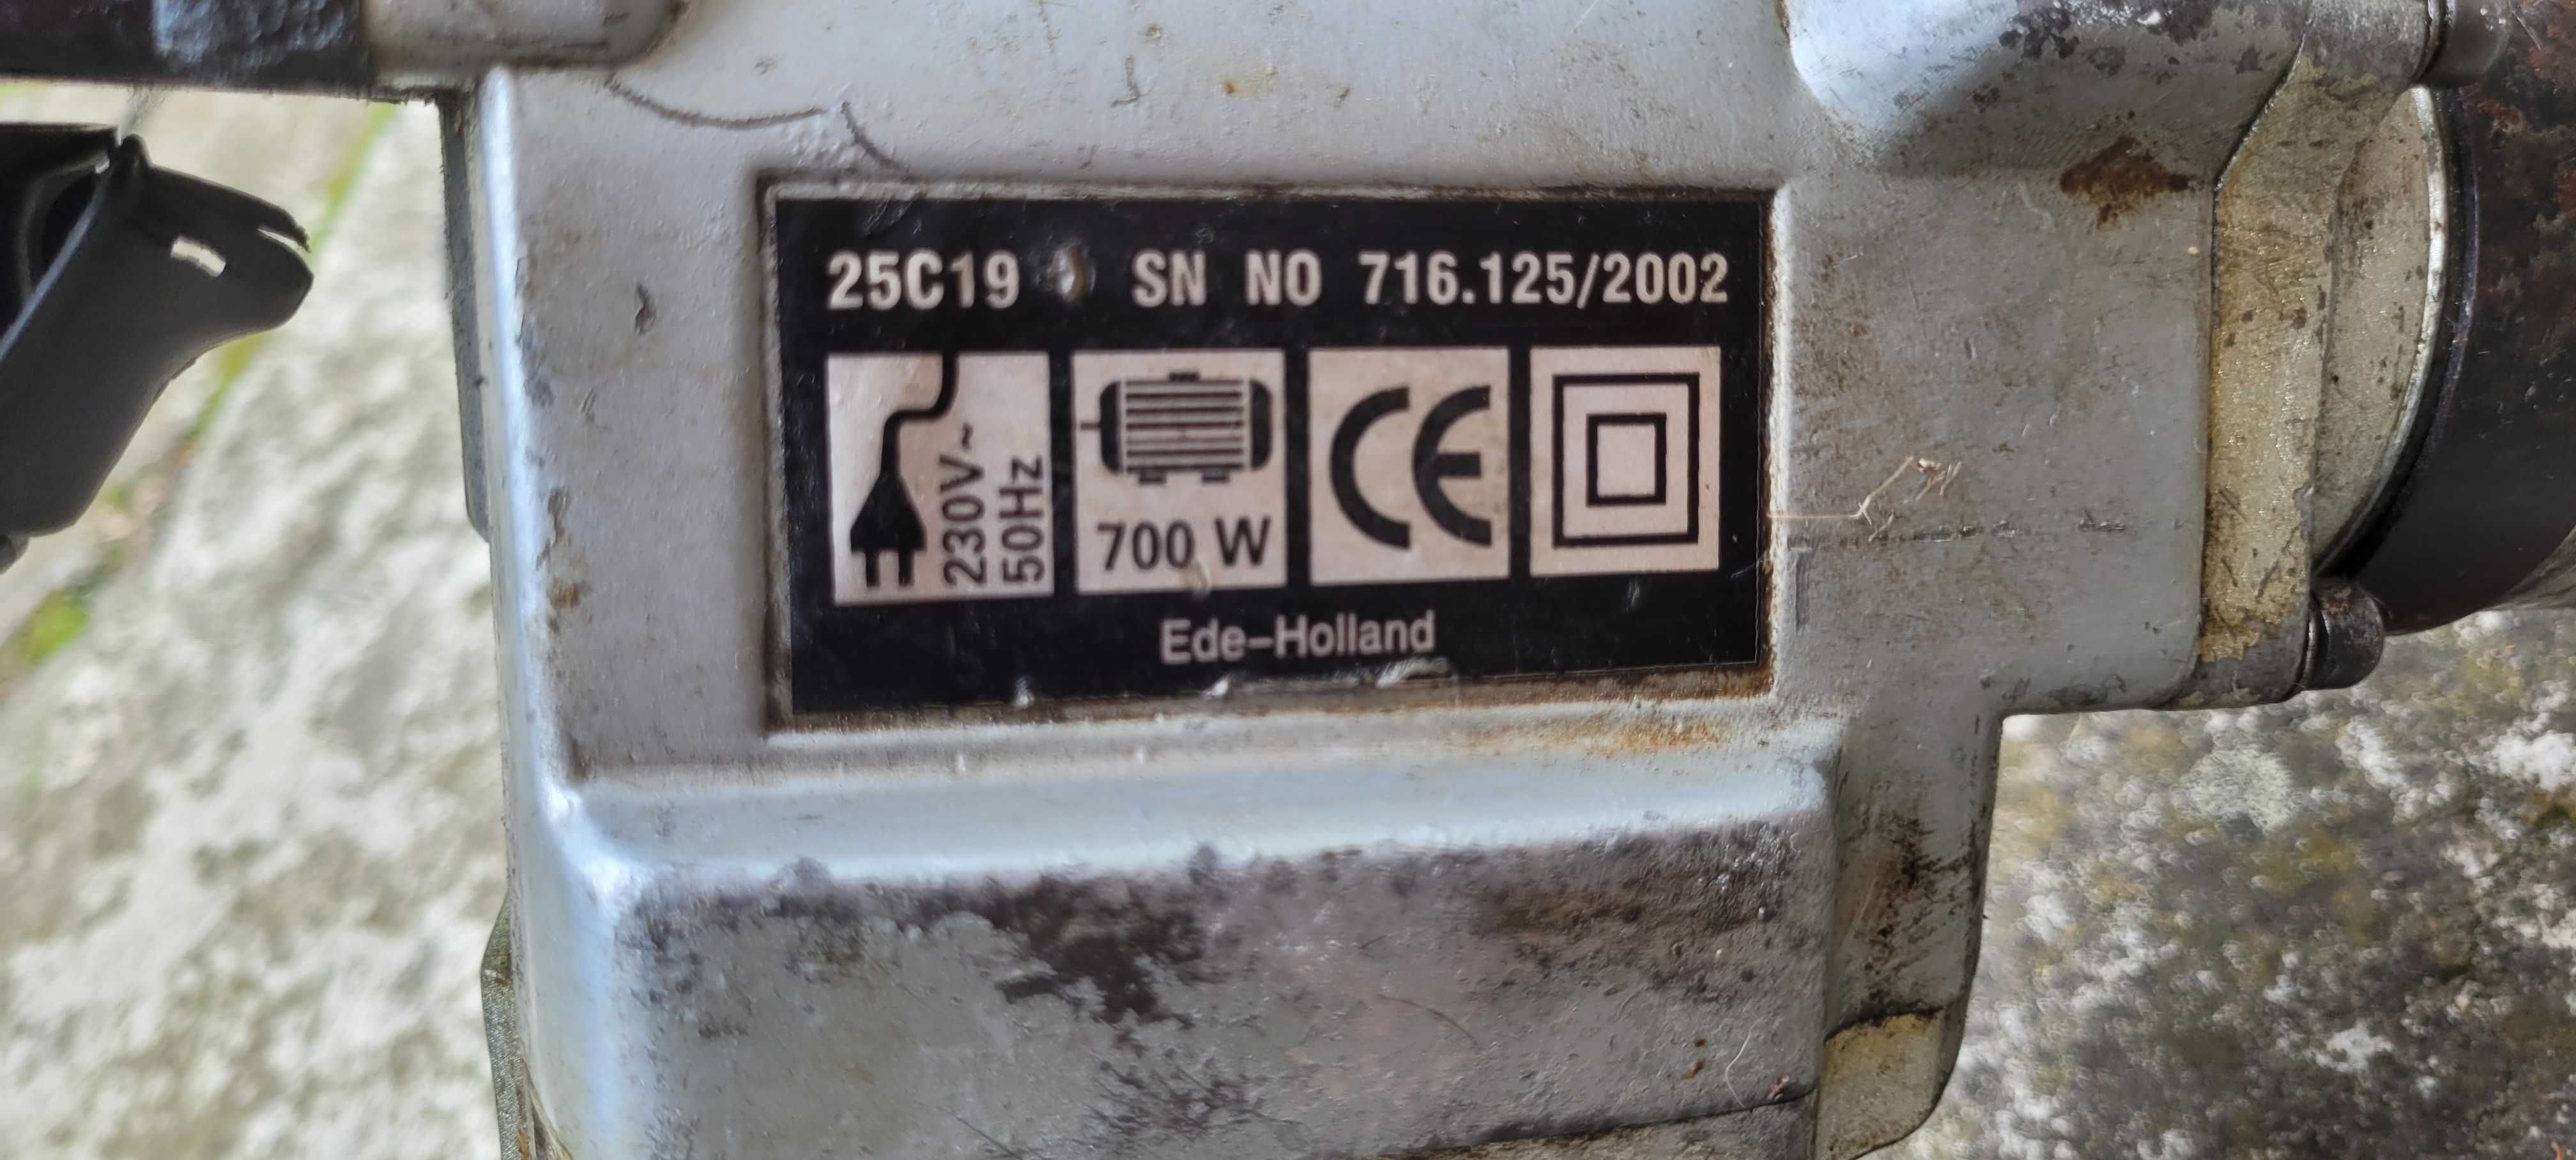 25C19 SN NO 716.125/2002
230V~
50Hz
700 W
CE
Ede-Holland